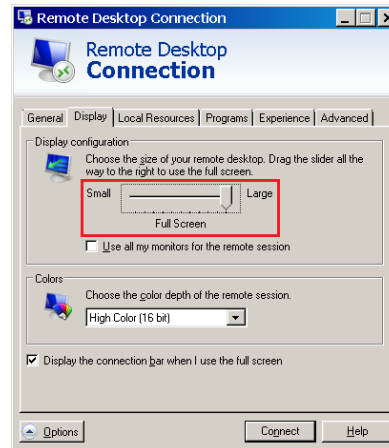 Remote Desktop Connection
Remote Desktop
Connection
General Display Local Resources Programs Experience Advanced
Display configuration
Choose the size of your remote desktop. Drag the slider all the
way to the right to use the full screen.
Small Large
Full Screen
Use all my monitors for the remote session
Colors
Choose the color depth of the remote session.
High Color (16 bit)
Display the connection bar when I use the full screen
Options Connect Help